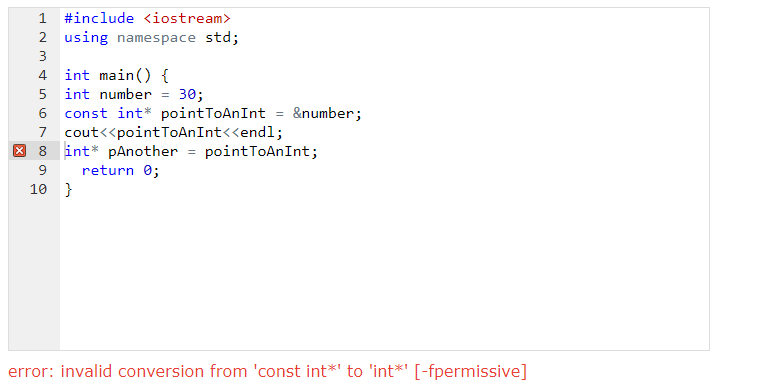 1 #include <iostream>
2 using namespace std;
3
4 int main() {
5 int number = 30;
6 const int* pointToAnInt = &number;
7 cout<<pointToAnInt<<endl;
8 int* pAnother = pointToAnInt;
9   return 0;
10 }
error: invalid conversion from 'const int*' to 'int*' [-fpermissive]